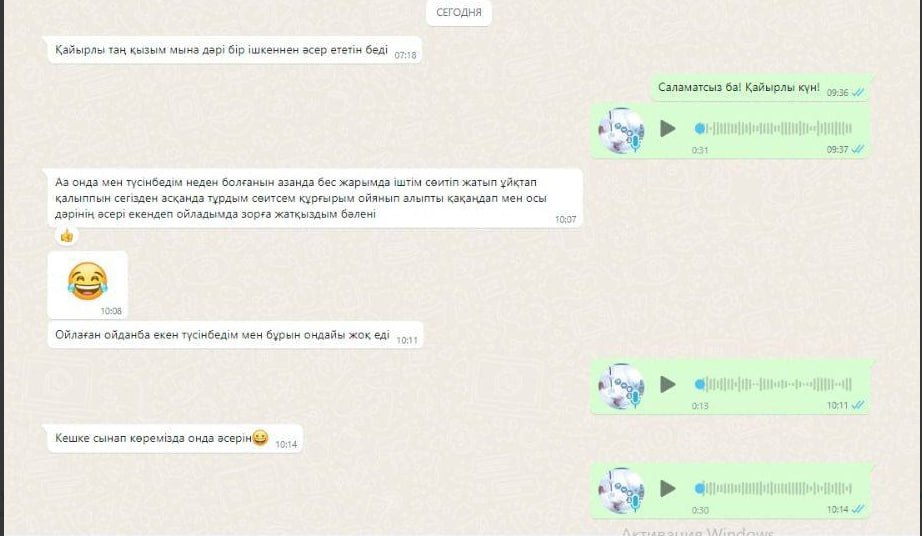 СЕГОДНЯ
Қайырлы таң қызым мына дәрі бір ішкеннен әсер ететін беді 07:18
Саламатсыз ба! Қайырлы күн! 09:36
0:31 09:37
Аа онда мен түсінбедім неден болғанын азанда бес жарымда іштім сөитіп жатып ұйқтап
қалыппын сегізден асқанда тұрдым сөитсем құрғырым ойянып алыпты қақаңдап мен осы
дәрінің әсері екендеп ойладымда зорға жатқыздым бәлені 10:07
10:08
Ойлаған ойданба екен түсінбедім мен бұрын ондайы жоқ еді 10:11
0:13 10:11
Кешке сынап көремізда онда әсерін 10:14
0:30 10:14
Активация Windows